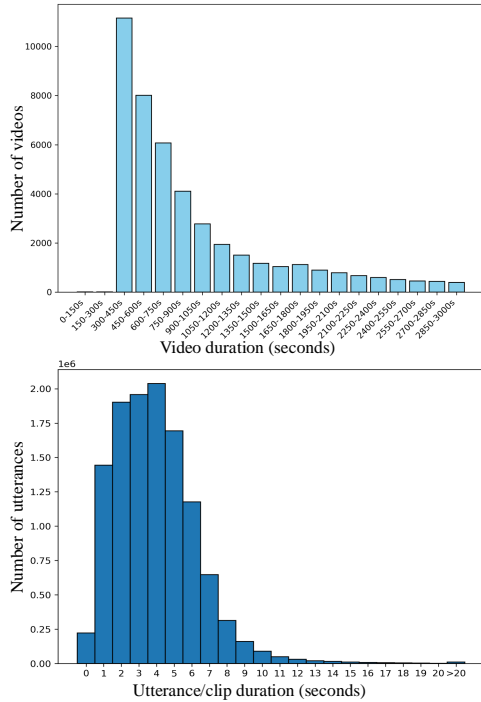 Number of videos
10000
8000
6000
4000
2000
0
0-150s
150-300s
300-450s
450-600s
600-750s
750-900s
900-1050s
1050-1200s
1200-1350s
1350-1500s
1500-1650s
1650-1800s
1800-1950s
1950-2100s
2100-2250s
2250-2400s
2400-2550s
2550-2700s
2700-2850s
2850-3000s
Video duration (seconds)
1e6
Number of utterances
2.00
1.75
1.50
1.25
1.00
0.75
0.50
0.25
0.00
0 1 2 3 4 5 6 7 8 9 10 11 12 13 14 15 16 17 18 19 20 >20
Utterance/clip duration (seconds)